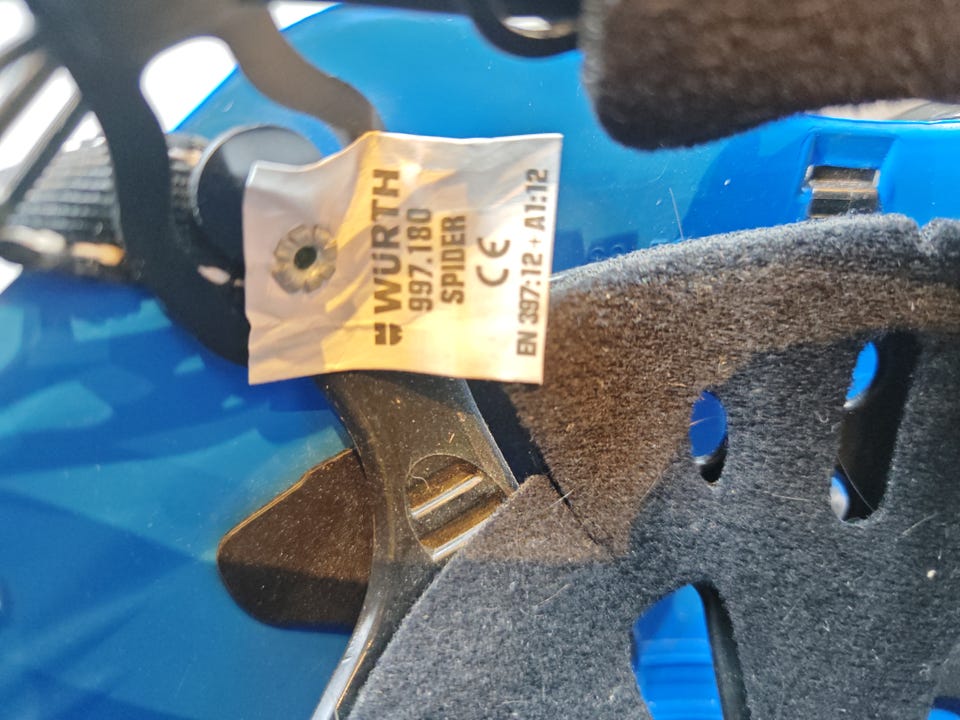 WÜRTH
997.180
SPIDER
CE
EN 397:12 + A1:12